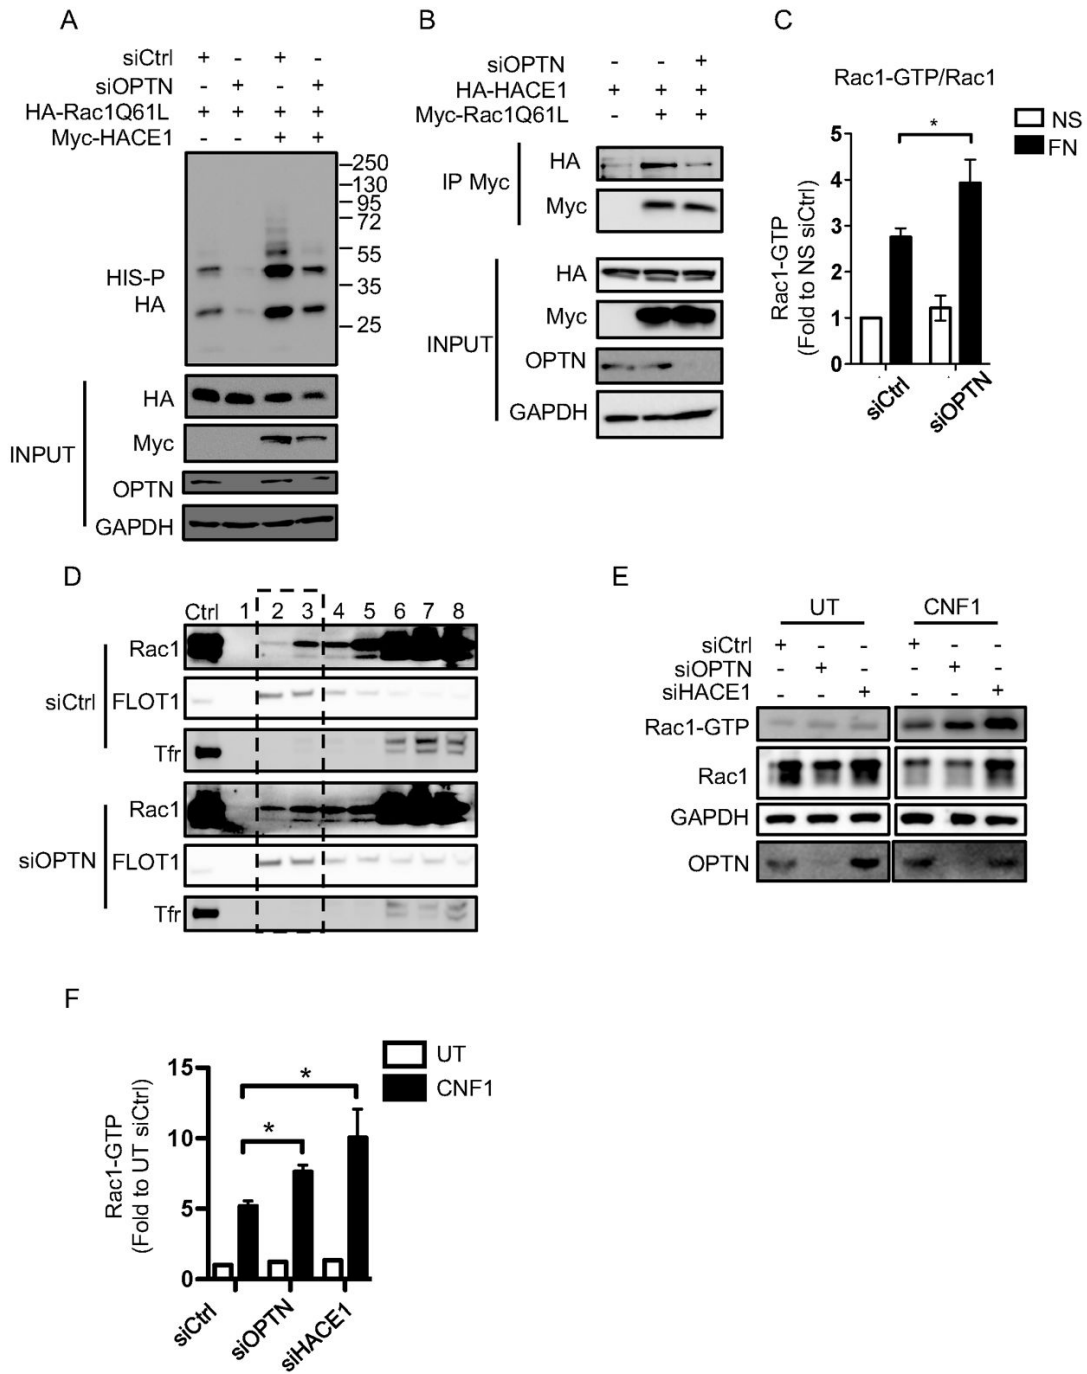 A
siCtrl + - + -
siOPTN - + - +
HA-Rac1Q61L + + + +
Myc-HACE1 - - + +
HIS-P
HA
250
130
95
72
55
35
25
INPUT
HA
Myc
OPTN
GAPDH
B
siOPTN - - +
HA-HACE1 + + +
Myc-Rac1Q61L - + +
IP Myc
HA
Myc
INPUT
HA
Myc
OPTN
GAPDH
C
Rac1-GTP/Rac1
NS
FN
*
Rac1-GTP
(Fold to NS siCtrl)
5
4
3
2
1
0
siCtrl
siOPTN
D
Ctrl 1 2 3 4 5 6 7 8
siCtrl
Rac1
FLOT1
Tfr
siOPTN
Rac1
FLOT1
Tfr
E
UT CNF1
siCtrl + - - + - -
siOPTN - + - - + -
siHACE1 - - + - - +
Rac1-GTP
Rac1
GAPDH
OPTN
F
UT
CNF1
*
*
Rac1-GTP
(Fold to UT siCtrl)
15
10
5
0
siCtrl
siOPTN
siHACE1